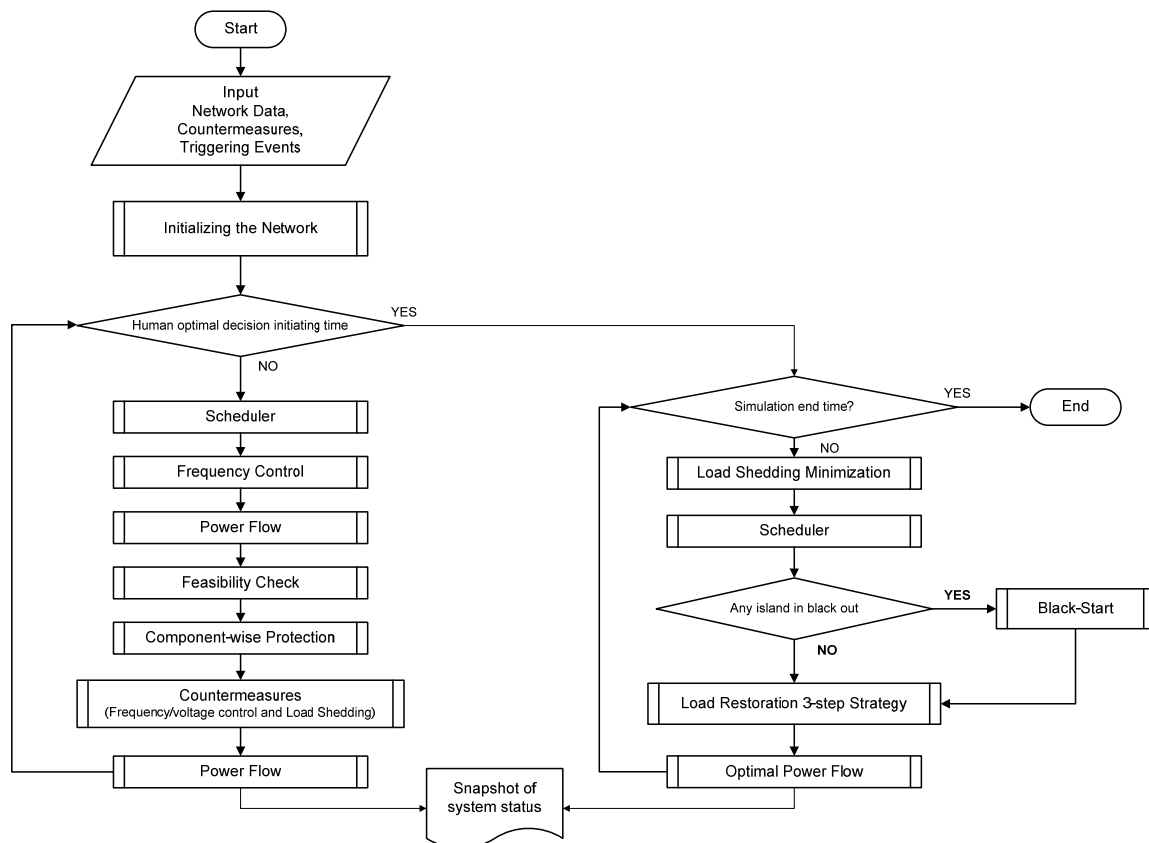 Start
Input
Network Data,
Countermeasures,
Triggering Events
Initializing the Network
Human optimal decision initiating time
YES
NO
Scheduler
Frequency Control
Power Flow
Feasibility Check
Component-wise Protection
Countermeasures
(Frequency/voltage control and Load Shedding)
Power Flow
Simulation end time?
YES
End
NO
Load Shedding Minimization
Scheduler
Any island in black out
YES
Black-Start
NO
Load Restoration 3-step Strategy
Optimal Power Flow
Snapshot of
system status